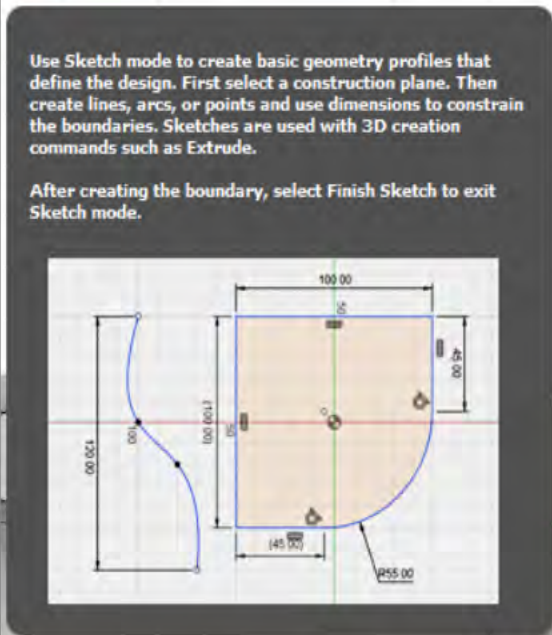 Use Sketch mode to create basic geometry profiles that
define the design. First select a construction plane. Then
create lines, arcs, or points and use dimensions to constrain
the boundaries. Sketches are used with 3D creation
commands such as Extrude.
After creating the boundary, select Finish Sketch to exit
Sketch mode.
100.00
50
45.00
(100.00)
50
100
120.00
(45.00)
R55.00